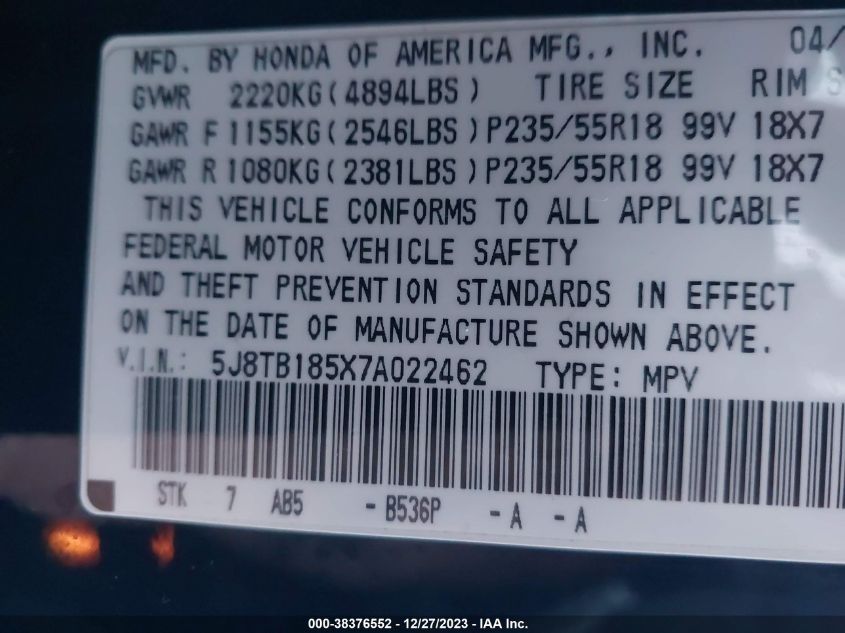 MFD. BY HONDA OF AMERICA MFG., INC. 04/
GVWR 2220KG(4894LBS) TIRE SIZE RIM S
GAWR F 1155KG(2546LBS)P235/55R18 99V 18X7
GAWR R 1080KG(2381LBS)P235/55R18 99V 18X7
THIS VEHICLE CONFORMS TO ALL APPLICABLE
FEDERAL MOTOR VEHICLE SAFETY
AND THEFT PREVENTION STANDARDS IN EFFECT
ON THE DATE OF MANUFACTURE SHOWN ABOVE.
V.I.N.: 5J8TB185X7A022462 TYPE: MPV
STK 7 AB5 - B536P - A - A
000-38376552 - 12/27/2023 - IAA Inc.